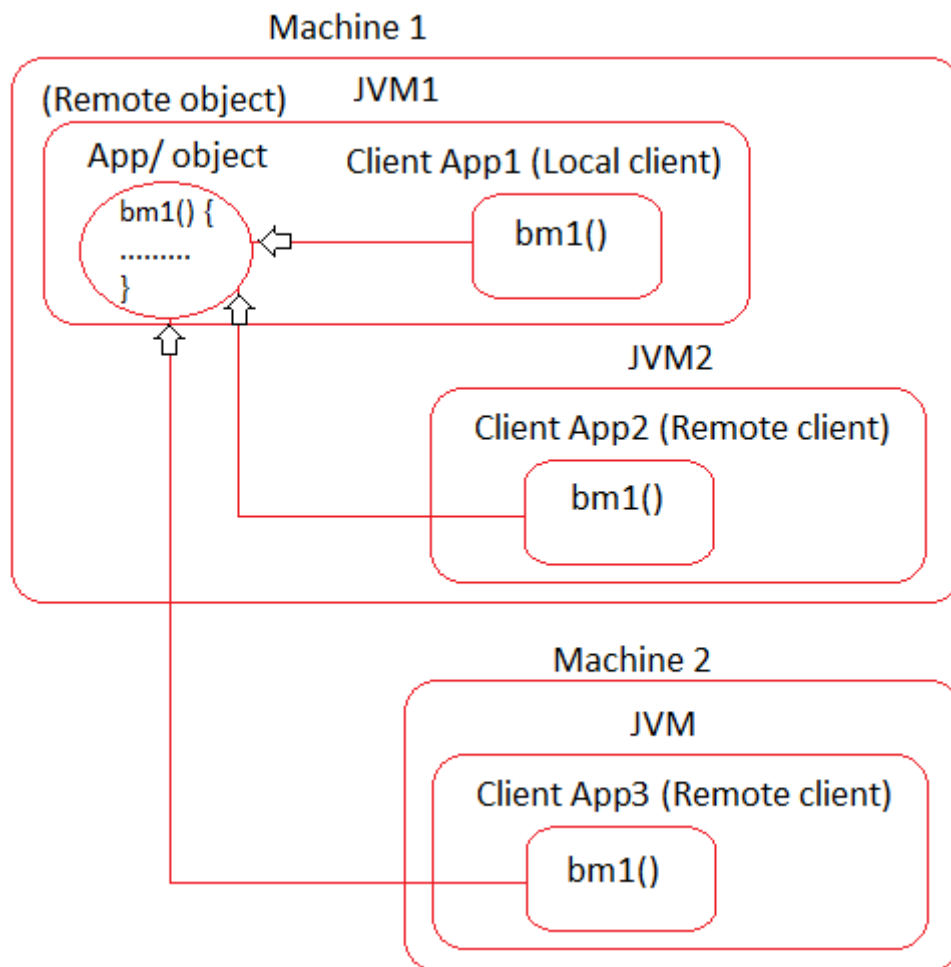 Machine 1
JVM1
(Remote object)
App/ object
Client App1 (Local client)
bm1() {
.........
}
bm1()
JVM2
Client App2 (Remote client)
bm1()
Machine 2
JVM
Client App3 (Remote client)
bm1()